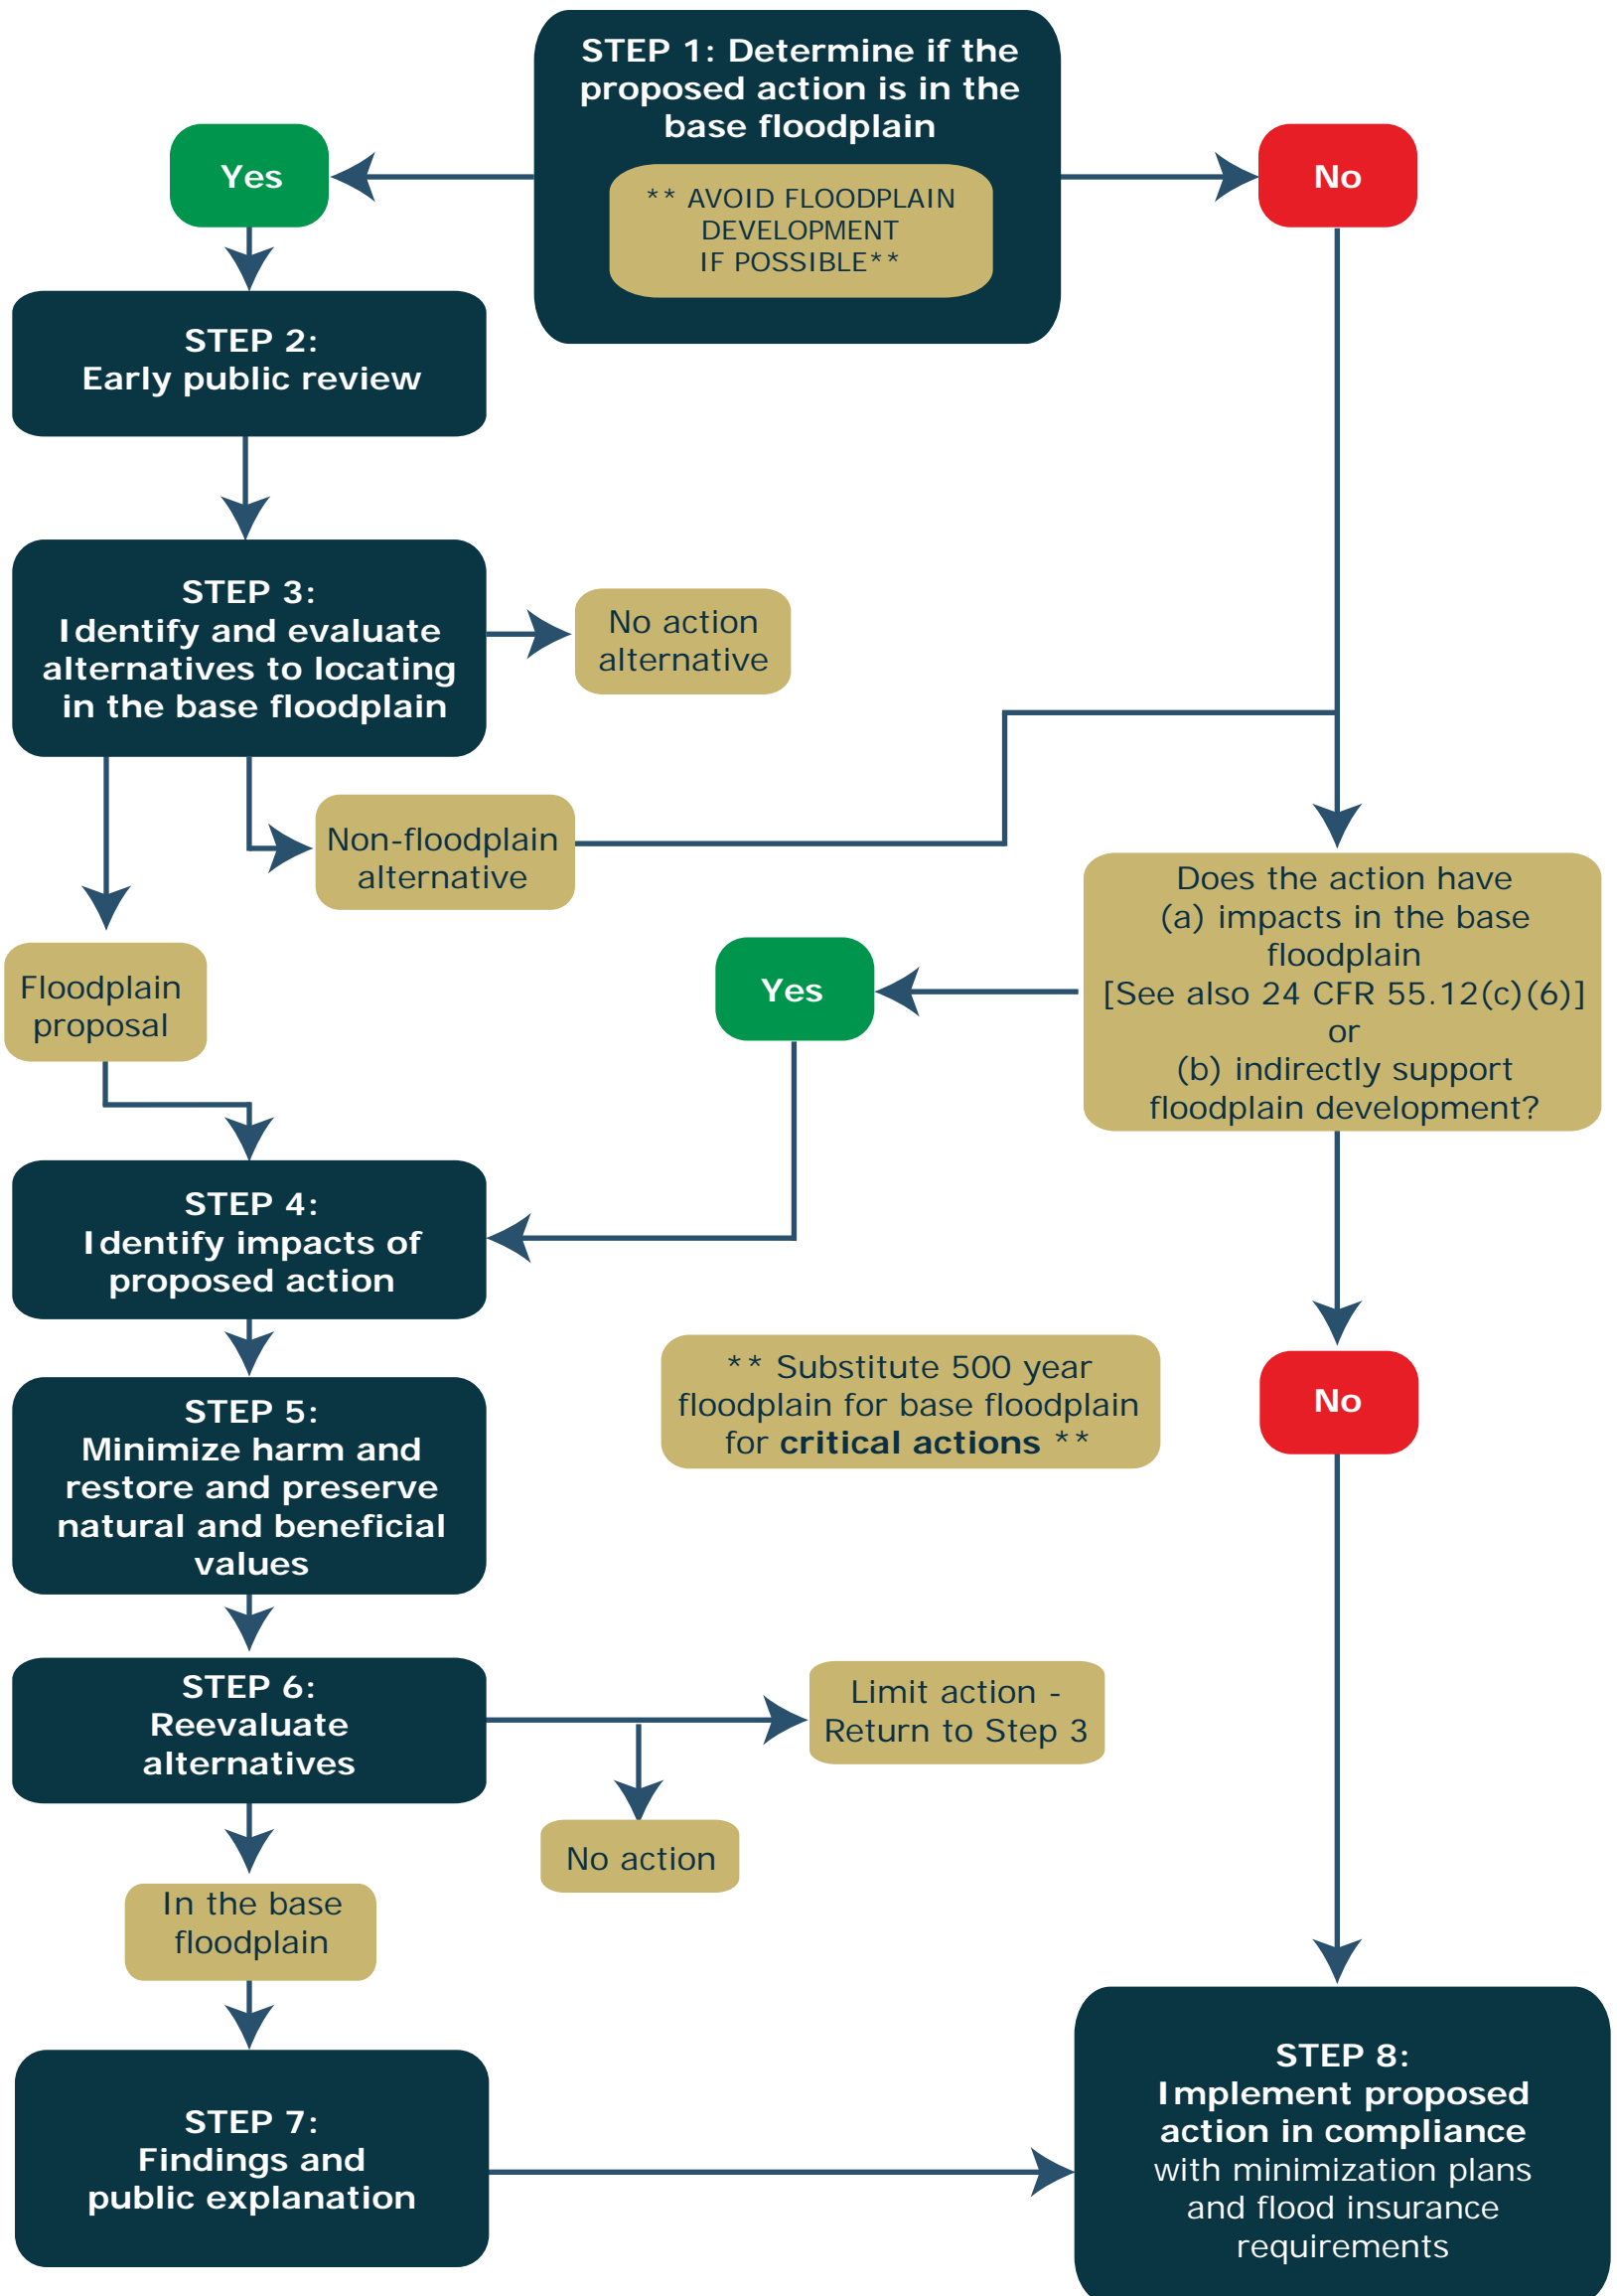 STEP 1: Determine if the
proposed action is in the
base floodplain
** AVOID FLOODPLAIN
DEVELOPMENT
IF POSSIBLE**
Yes
No
STEP 2:
Early public review
STEP 3:
Identify and evaluate
alternatives to locating
in the base floodplain
No action
alternative
Non-floodplain
alternative
Floodplain
proposal
Does the action have
(a) impacts in the base
floodplain
[See also 24 CFR 55.12(c)(6)]
or
(b) indirectly support
floodplain development?
Yes
STEP 4:
Identify impacts of
proposed action
** Substitute 500 year
floodplain for base floodplain
for critical actions **
No
STEP 5:
Minimize harm and
restore and preserve
natural and beneficial
values
STEP 6:
Reevaluate
alternatives
Limit action -
Return to Step 3
No action
In the base
floodplain
STEP 7:
Findings and
public explanation
STEP 8:
Implement proposed
action in compliance
with minimization plans
and flood insurance
requirements